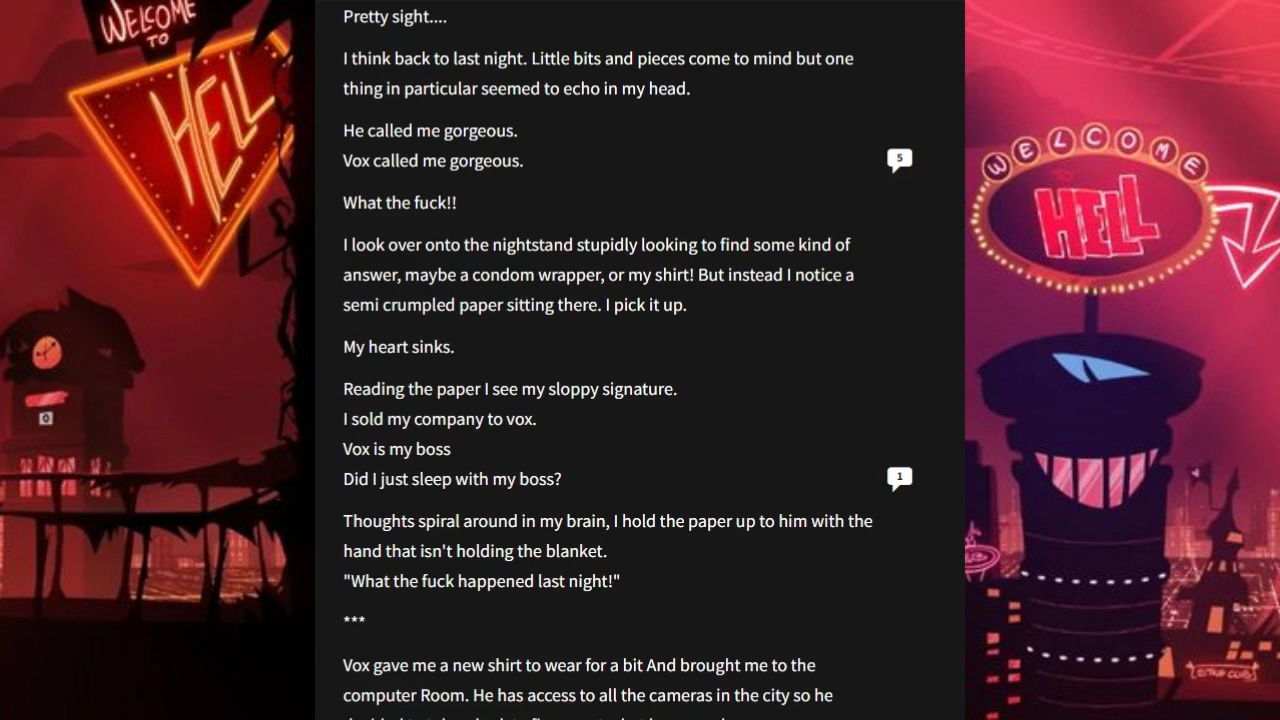 WELCOME
TO
HELL
Pretty sight....
I think back to last night. Little bits and pieces come to mind but one
thing in particular seemed to echo in my head.
He called me gorgeous.
Vox called me gorgeous.
5
What the fuck!!
I look over onto the nightstand stupidly looking to find some kind of
answer, maybe a condom wrapper, or my shirt! But instead I notice a
semi crumpled paper sitting there. I pick it up.
My heart sinks.
Reading the paper I see my sloppy signature.
I sold my company to vox.
Vox is my boss
Did I just sleep with my boss?
1
Thoughts spiral around in my brain, I hold the paper up to him with the
hand that isn't holding the blanket.
"What the fuck happened last night!"
***
Vox gave me a new shirt to wear for a bit And brought me to the
computer Room. He has access to all the cameras in the city so he
WELCOME
HELL